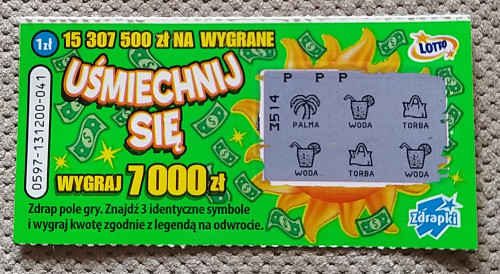 1zł 15 307 500 zł NA WYGRANE
LOTTO
UŚMIECHNIJ
SIĘ
0597-131200-041
WYGRAJ 7000 zł
Zdrap pole gry. Znajdź 3 identyczne symbole
i wygraj kwotę zgodnie z legendą na odwrocie.
P P P
3514
PALMA WODA TORBA
WODA TORBA WODA
Zdrapki